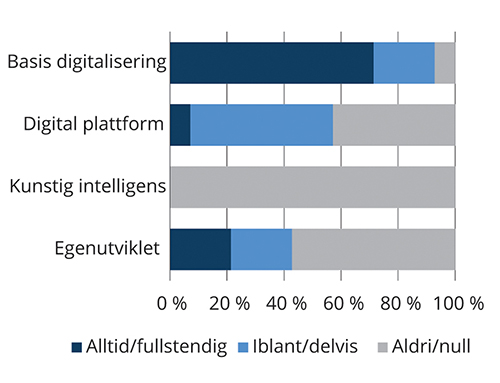 Basis digitalisering
Digital plattform
Kunstig intelligens
Egenutviklet
0 % 20 % 40 % 60 % 80 % 100 %
Alltid/fullstendig Iblant/delvis Aldri/null